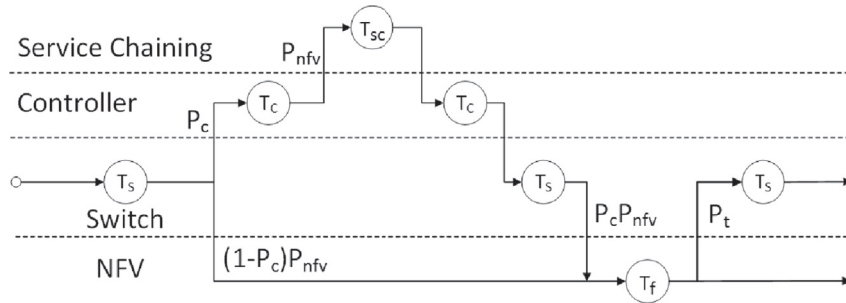 Service Chaining
P_nfv
T_sc
Controller
P_c
T_c
T_c
T_s
T_s
T_s
Switch
P_cP_nfv
P_t
NFV
(1-P_c)P_nfv
T_f